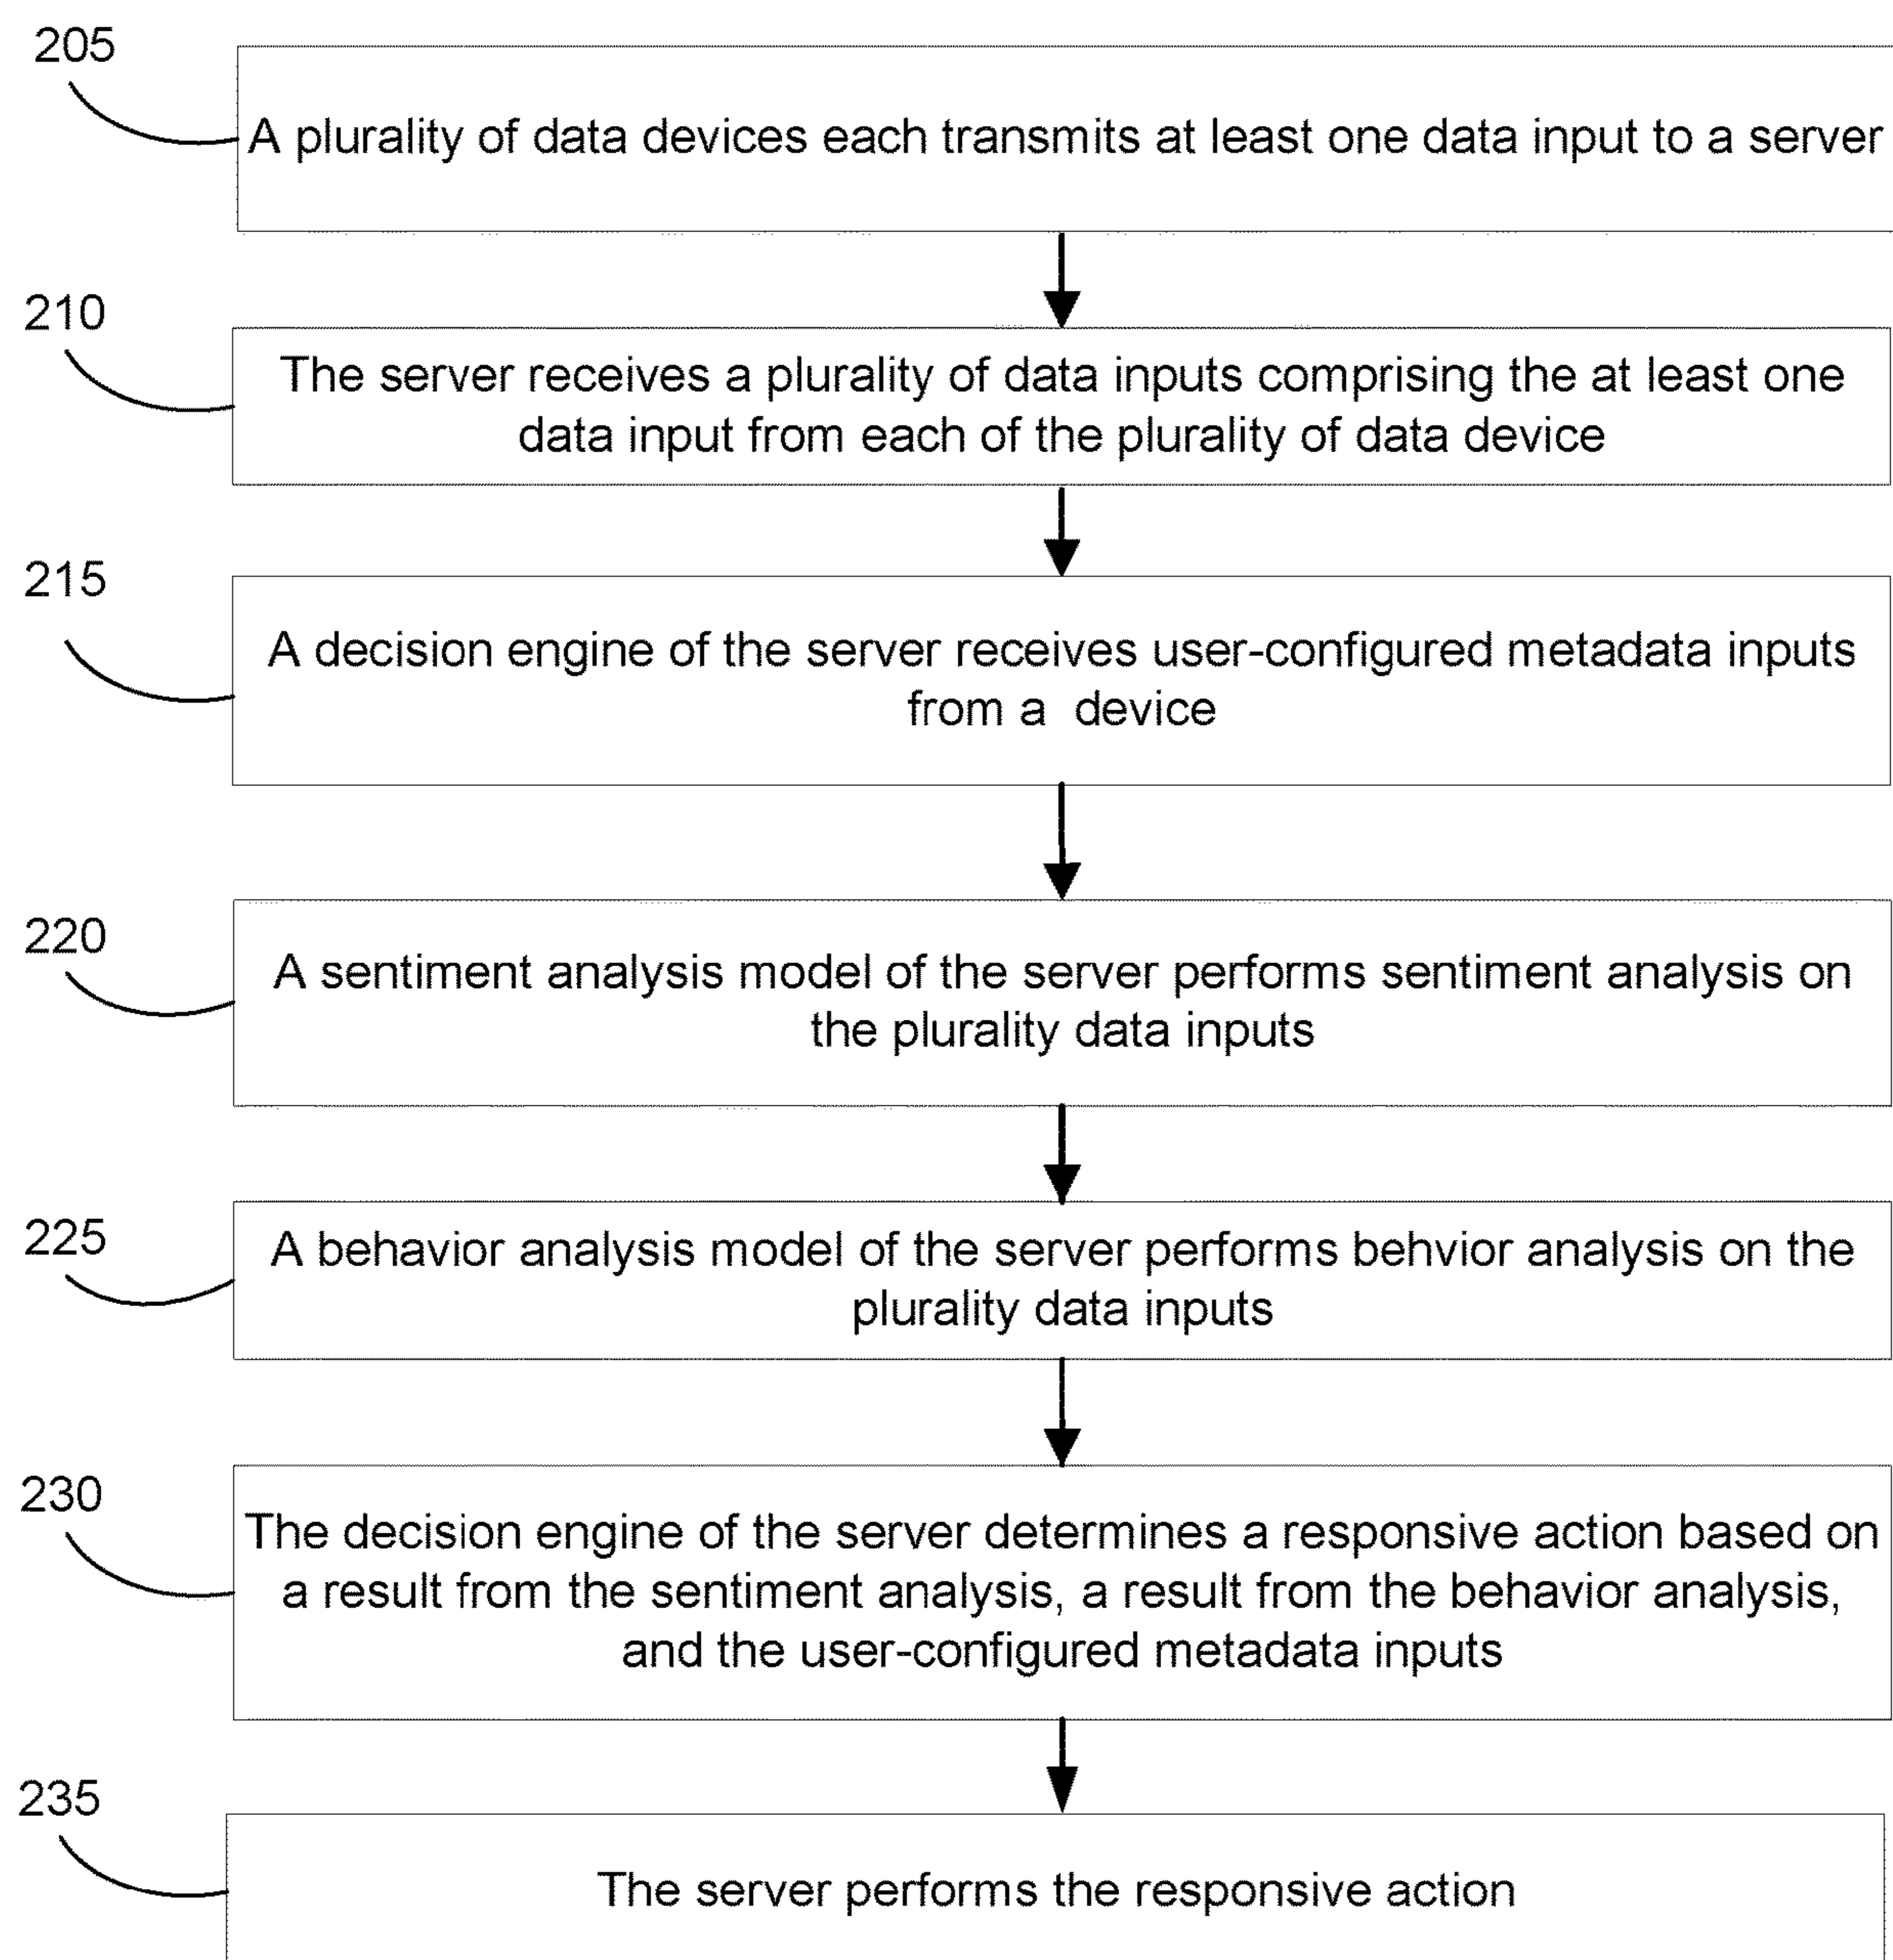 205
A plurality of data devices each transmits at least one data input to a server
210
The server receives a plurality of data inputs comprising the at least one
data input from each of the plurality of data device
215
A decision engine of the server receives user-configured metadata inputs
from a device
220
A sentiment analysis model of the server performs sentiment analysis on
the plurality data inputs
225
A behavior analysis model of the server performs behvior analysis on the
plurality data inputs
230
The decision engine of the server determines a responsive action based on
a result from the sentiment analysis, a result from the behavior analysis,
and the user-configured metadata inputs
235
The server performs the responsive action